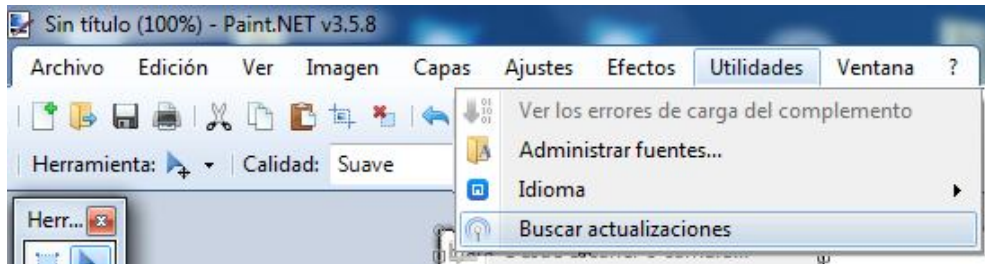 Sin título (100%) - Paint.NET v3.5.8
Archivo Edición Ver Imagen Capas Ajustes Efectos Utilidades Ventana ?
Ver los errores de carga del complemento
Administrar fuentes...
Herramienta: Calidad: Suave
Idioma
Herr...
Buscar actualizaciones